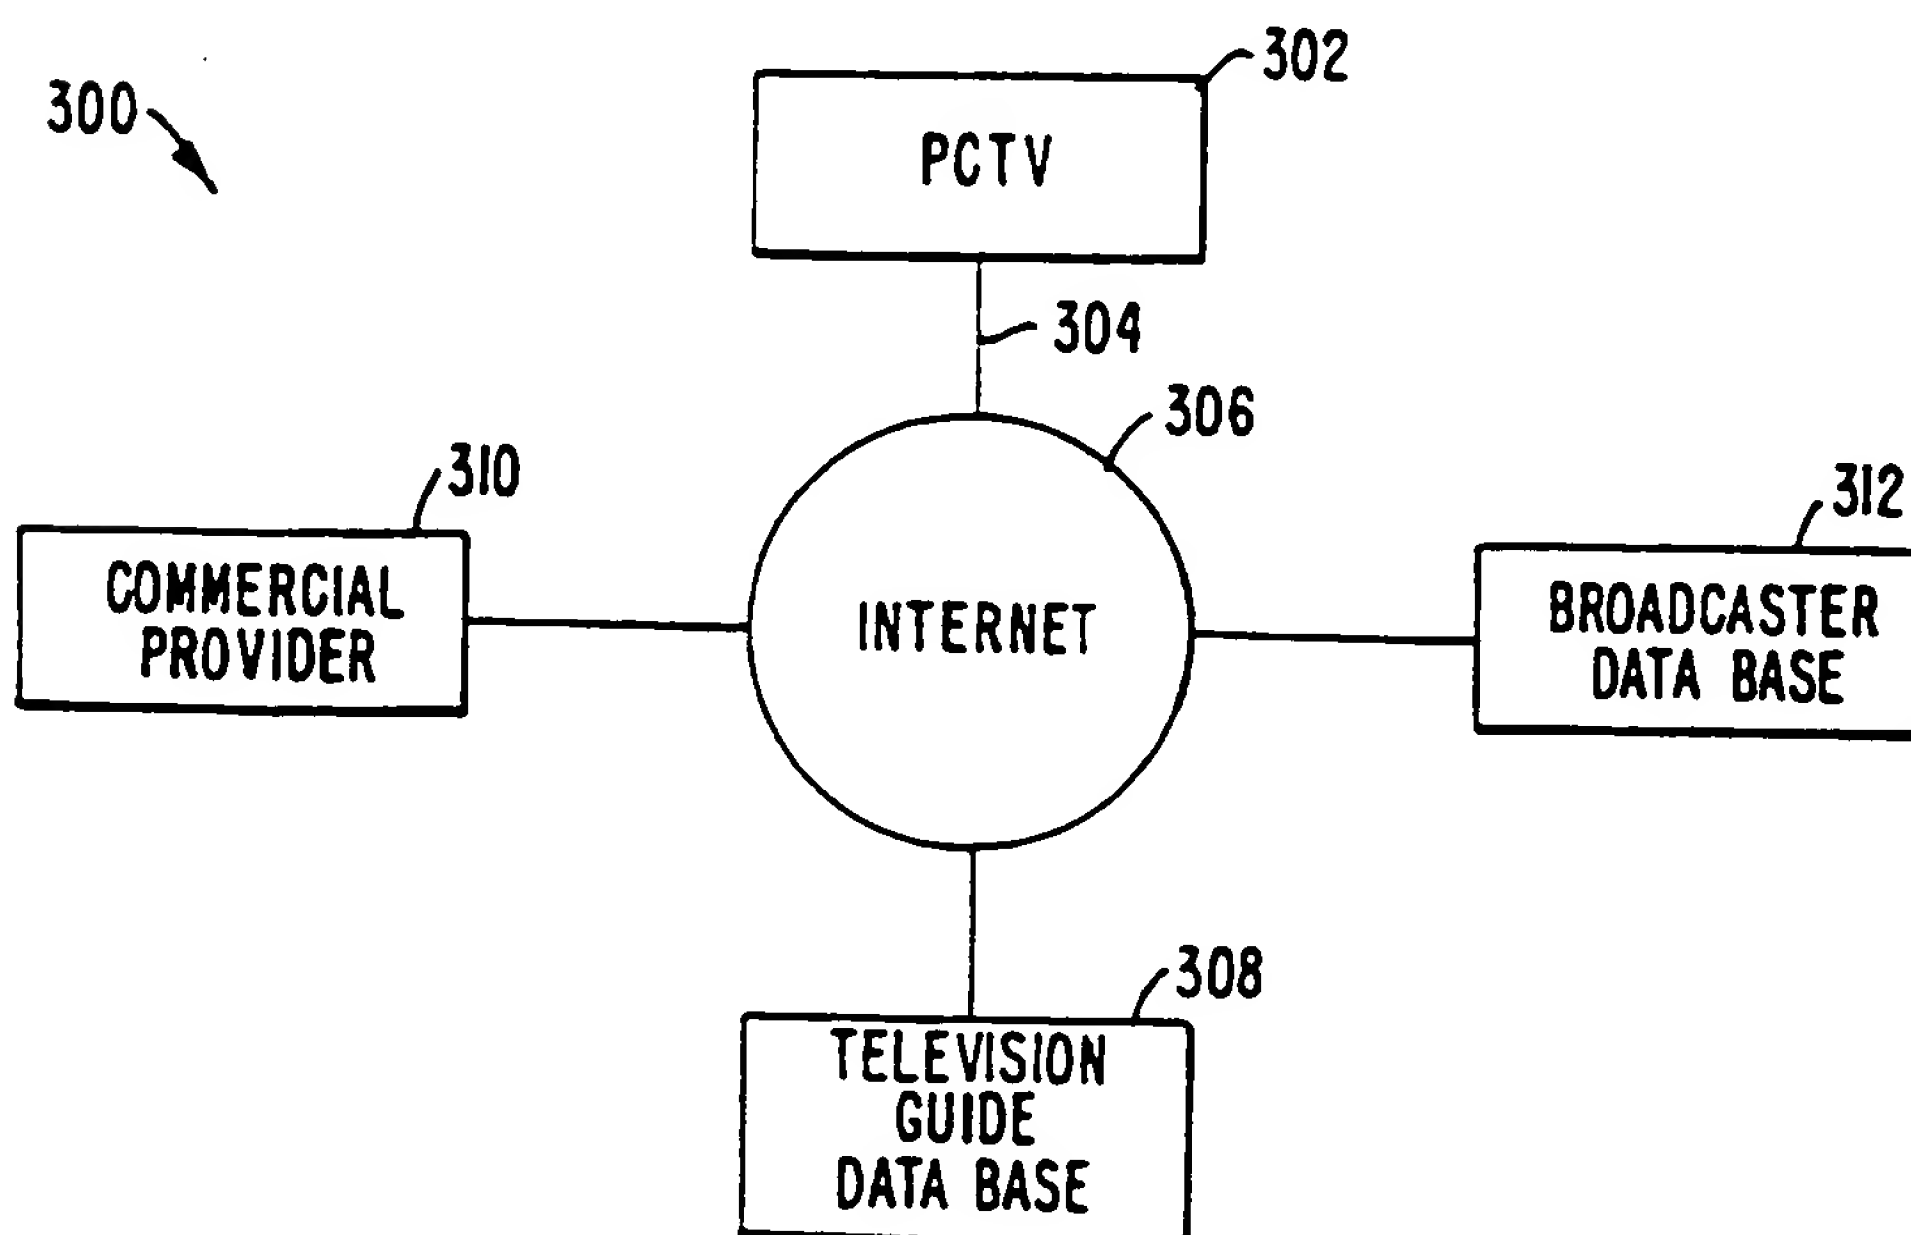 300
302
PCTV
304
306
310
312
COMMERCIAL
PROVIDER
INTERNET
BROADCASTER
DATA BASE
308
TELEVISION
GUIDE
DATA BASE